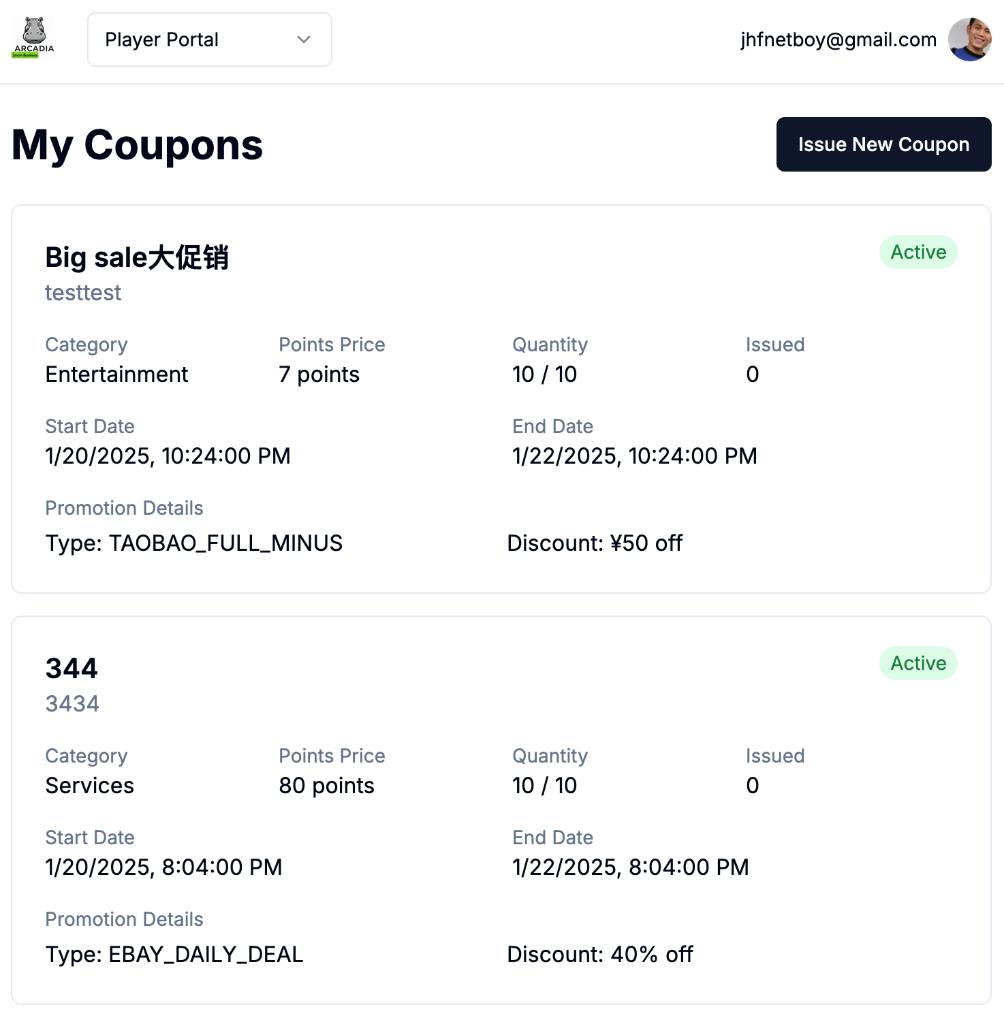 ARCADIA
Player Portal
jhfnetboy@gmail.com
My Coupons
Issue New Coupon
Big sale大促销
Active
testtest
Category Points Price Quantity Issued
Entertainment 7 points 10 / 10 0
Start Date End Date
1/20/2025, 10:24:00 PM 1/22/2025, 10:24:00 PM
Promotion Details
Type: TAOBAO_FULL_MINUS Discount: ¥50 off
344
Active
3434
Category Points Price Quantity Issued
Services 80 points 10 / 10 0
Start Date End Date
1/20/2025, 8:04:00 PM 1/22/2025, 8:04:00 PM
Promotion Details
Type: EBAY_DAILY_DEAL Discount: 40% off